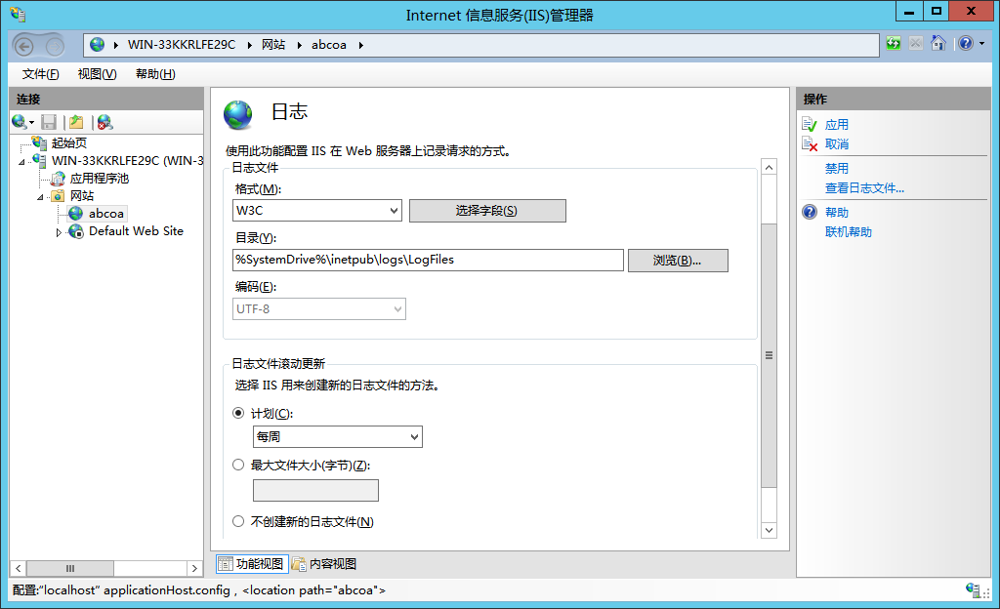 Internet 信息服务(IIS)管理器
WIN-33KKRLFE29C 网站 abcoa
文件(F) 视图(V) 帮助(H)
连接
起始页
WIN-33KKRLFE29C (WIN-3
应用程序池
网站
abcoa
Default Web Site
日志
使用此功能配置 IIS 在 Web 服务器上记录请求的方式。
日志文件
格式(M):
W3C 选择字段(S)
目录(Y):
%SystemDrive%\inetpub\logs\LogFiles 浏览(B)...
编码(E):
UTF-8
日志文件滚动更新
选择 IIS 用来创建新的日志文件的方法。
计划(C):
每周
最大文件大小(字节)(Z):
不创建新的日志文件(N)
功能视图 内容视图
操作
应用
取消
禁用
查看日志文件...
帮助
联机帮助
配置:"localhost" applicationHost.config , <location path="abcoa">